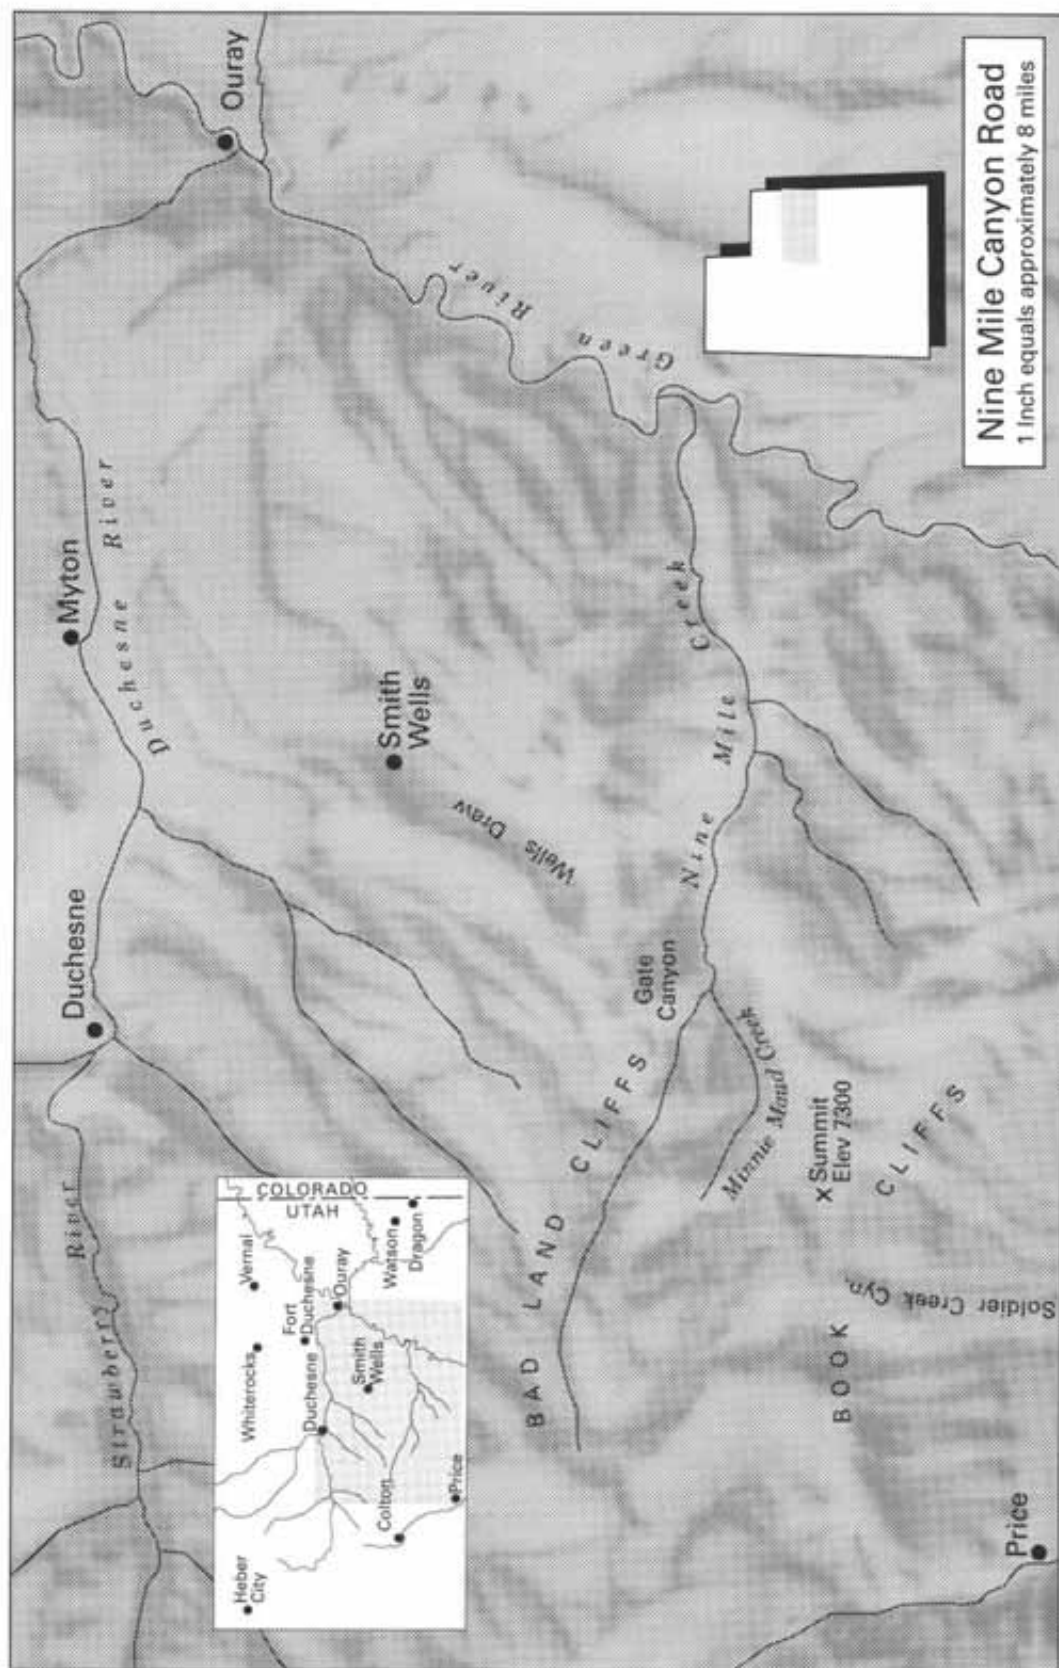 Strawberry River
Duchesne
Myton
Duchesne River
Ouray
Smith
Wells
Wells Draw
Green River
BAD LAND CLIFFS
Gate
Canyon
Nine Mile Creek
Minnie Maud Creek
X Summit
Elev 7300
BOOK CLIFFS
Soldier Creek Cyn.
Price
Heber
City
Whiterocks
Vernal
COLORADO
UTAH
Fort
Duchesne
Duchesne
Ouray
Smith
Wells
Watson
Dragon
Colton
Price
Nine Mile Canyon Road
1 Inch equals approximately 8 miles